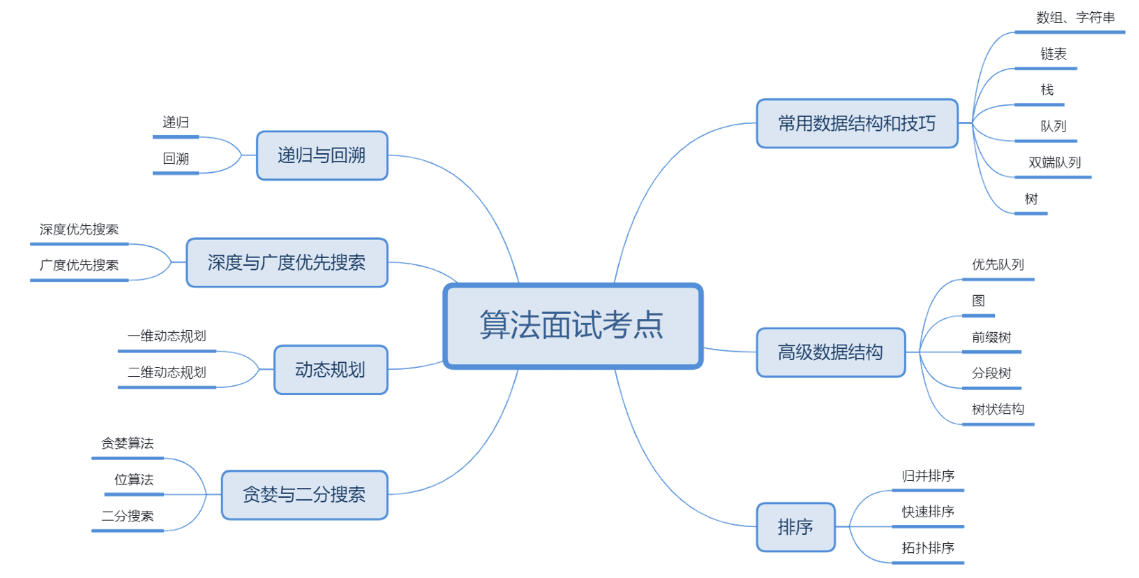 算法面试考点
常用数据结构和技巧
数组、字符串
链表
栈
队列
双端队列
树
高级数据结构
优先队列
图
前缀树
分段树
树状结构
排序
归并排序
快速排序
拓扑排序
递归与回溯
递归
回溯
深度与广度优先搜索
深度优先搜索
广度优先搜索
动态规划
一维动态规划
二维动态规划
贪婪与二分搜索
贪婪算法
位算法
二分搜索